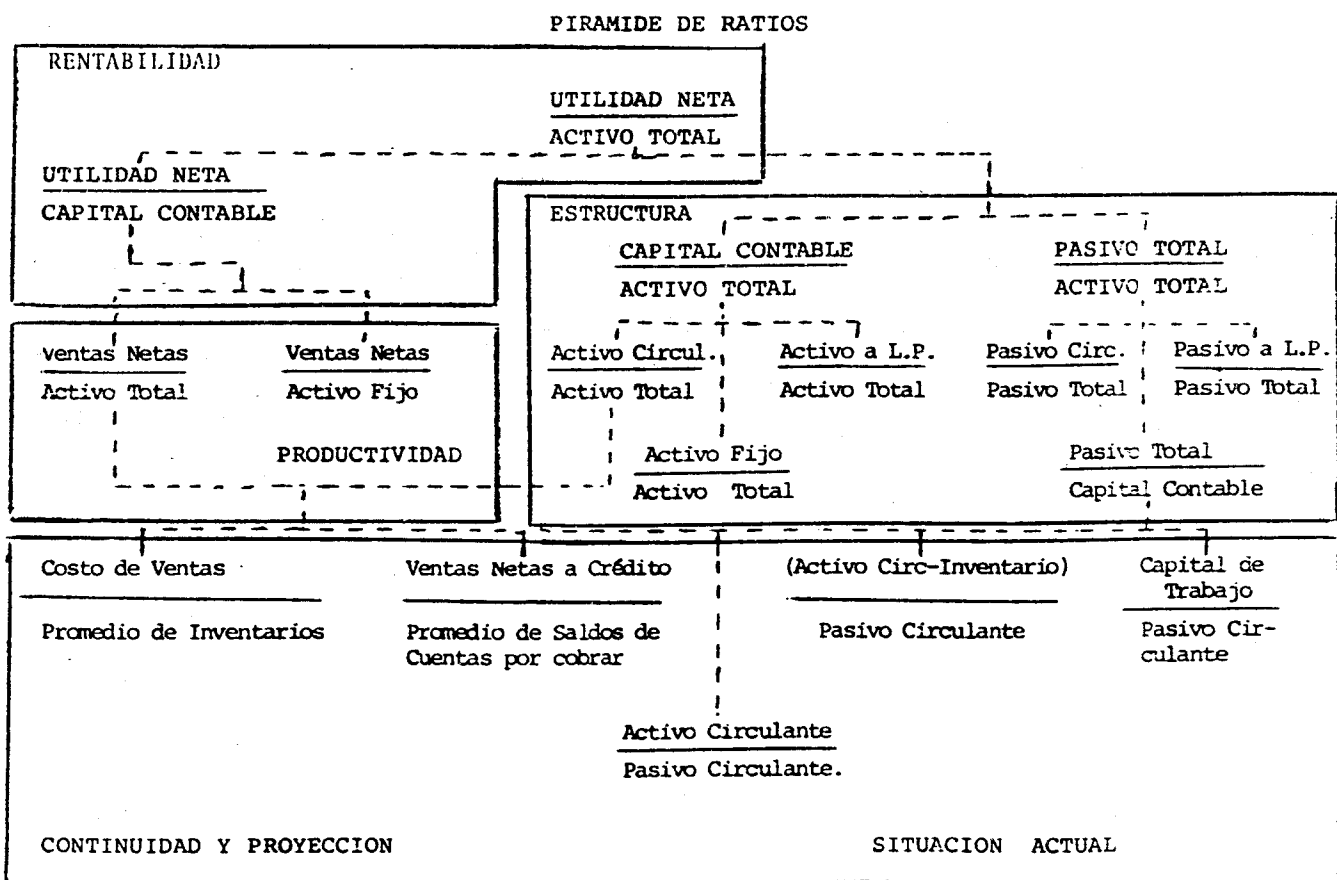 PIRAMIDE DE RATIOS
RENTABILIDAD
UTILIDAD NETA
ACTIVO TOTAL
UTILIDAD NETA
CAPITAL CONTABLE
ESTRUCTURA
CAPITAL CONTABLE
ACTIVO TOTAL
PASIVO TOTAL
ACTIVO TOTAL
Ventas Netas
Activo Total
Ventas Netas
Activo Fijo
PRODUCTIVIDAD
Activo Circul.
Activo Total
Activo a L.P.
Activo Total
Pasivo Circ.
Pasivo Total
Pasivo a L.P.
Pasivo Total
Activo Fijo
Activo Total
Pasivo Total
Capital Contable
Costo de Ventas
Promedio de Inventarios
Ventas Netas a Crédito
Promedio de Saldos de
Cuentas por cobrar
(Activo Circ-Inventario)
Pasivo Circulante
Capital de
Trabajo
Pasivo Cir-
culante
Activo Circulante
Pasivo Circulante.
CONTINUIDAD Y PROYECCION
SITUACION ACTUAL